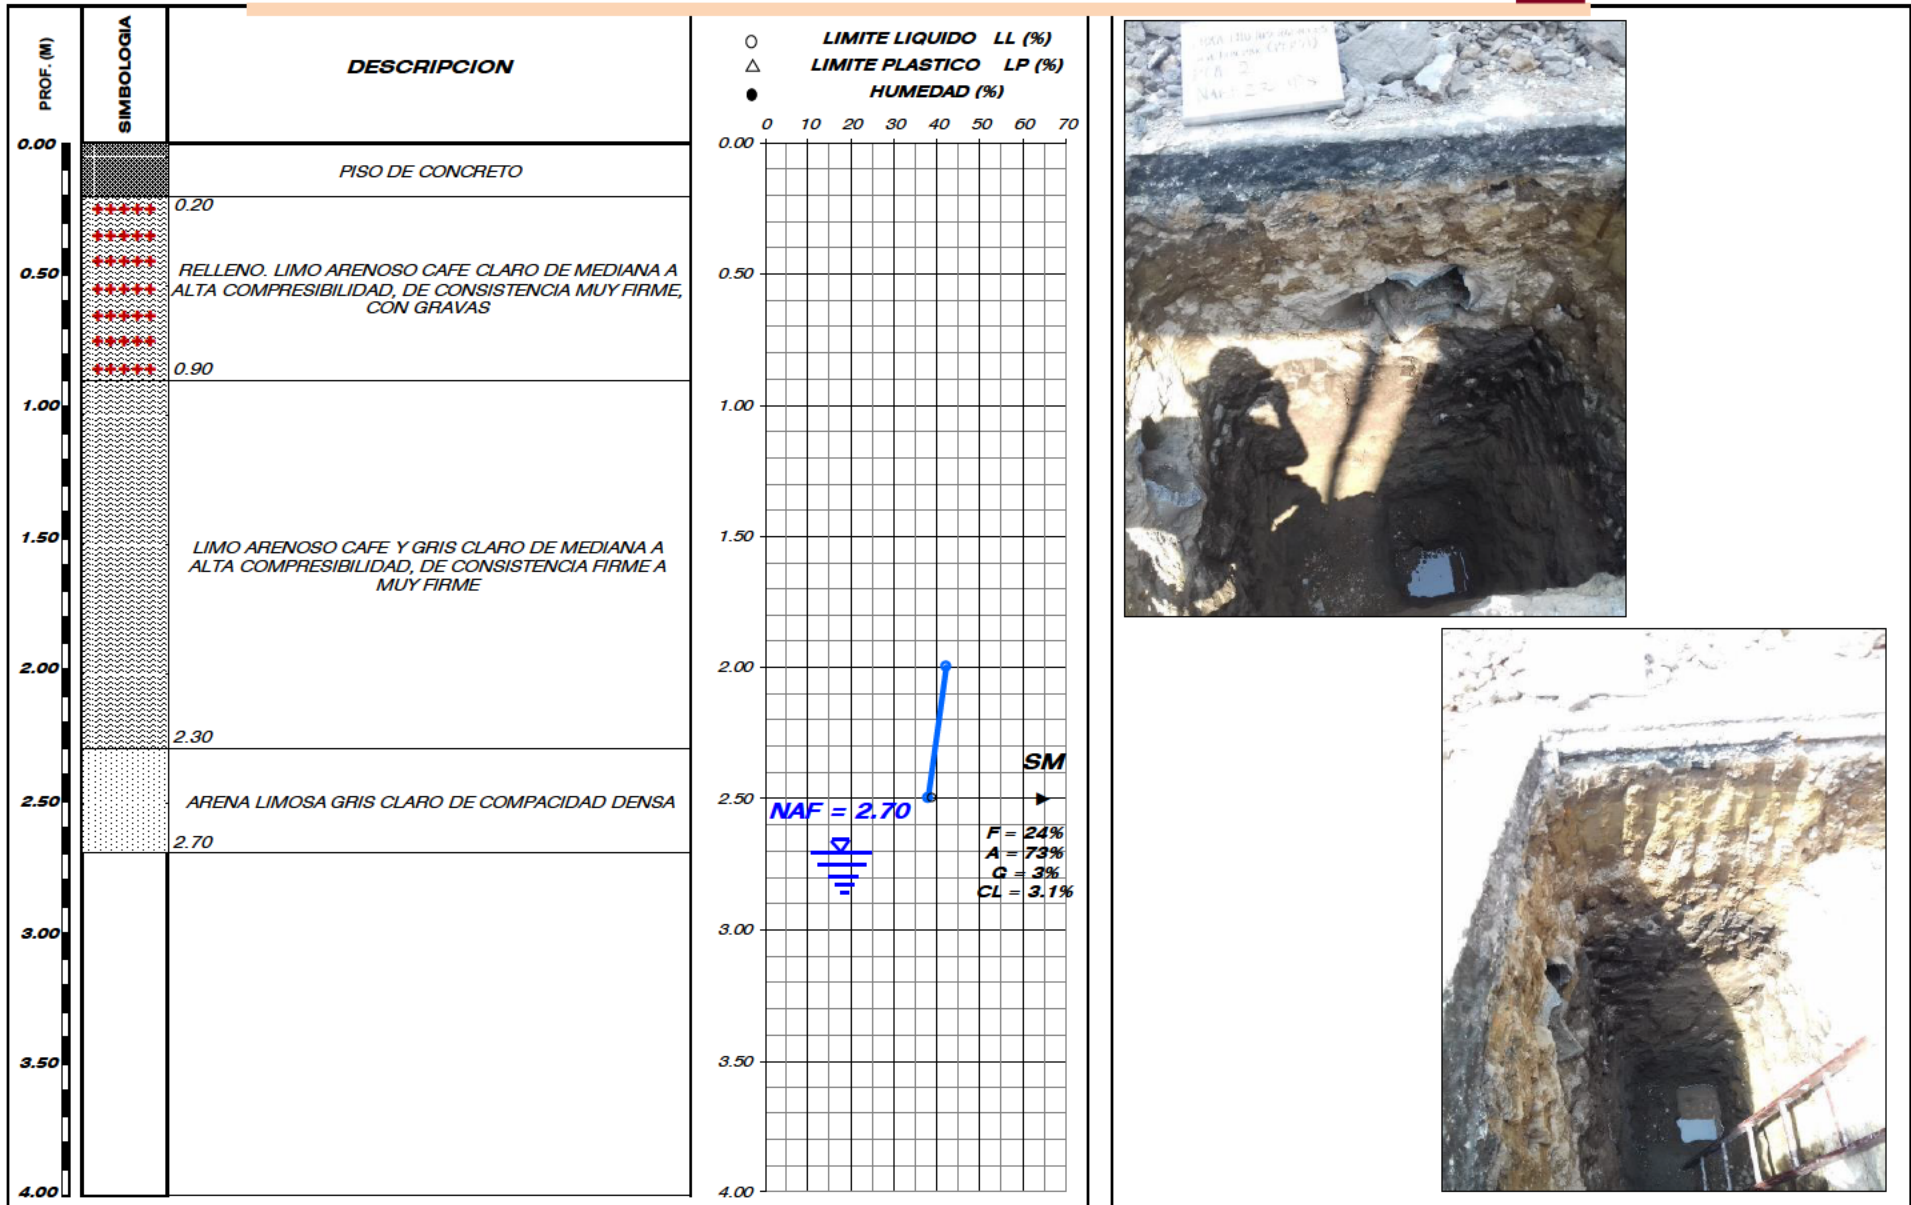 PROF. (M)
SIMBOLOGIA
DESCRIPCION
LIMITE LIQUIDO LL (%)
LIMITE PLASTICO LP (%)
HUMEDAD (%)
0 10 20 30 40 50 60 70
0.00
0.50
1.00
1.50
2.00
2.50
3.00
3.50
4.00
PISO DE CONCRETO
0.20
RELLENO. LIMO ARENOSO CAFE CLARO DE MEDIANA A
ALTA COMPRESIBILIDAD, DE CONSISTENCIA MUY FIRME,
CON GRAVAS
0.90
LIMO ARENOSO CAFE Y GRIS CLARO DE MEDIANA A
ALTA COMPRESIBILIDAD, DE CONSISTENCIA FIRME A
MUY FIRME
2.30
ARENA LIMOSA GRIS CLARO DE COMPACIDAD DENSA
2.70
0.00
0.50
1.00
1.50
2.00
2.50
3.00
3.50
4.00
SM
NAF = 2.70
F = 24%
A = 73%
G = 3%
CL = 3.1%